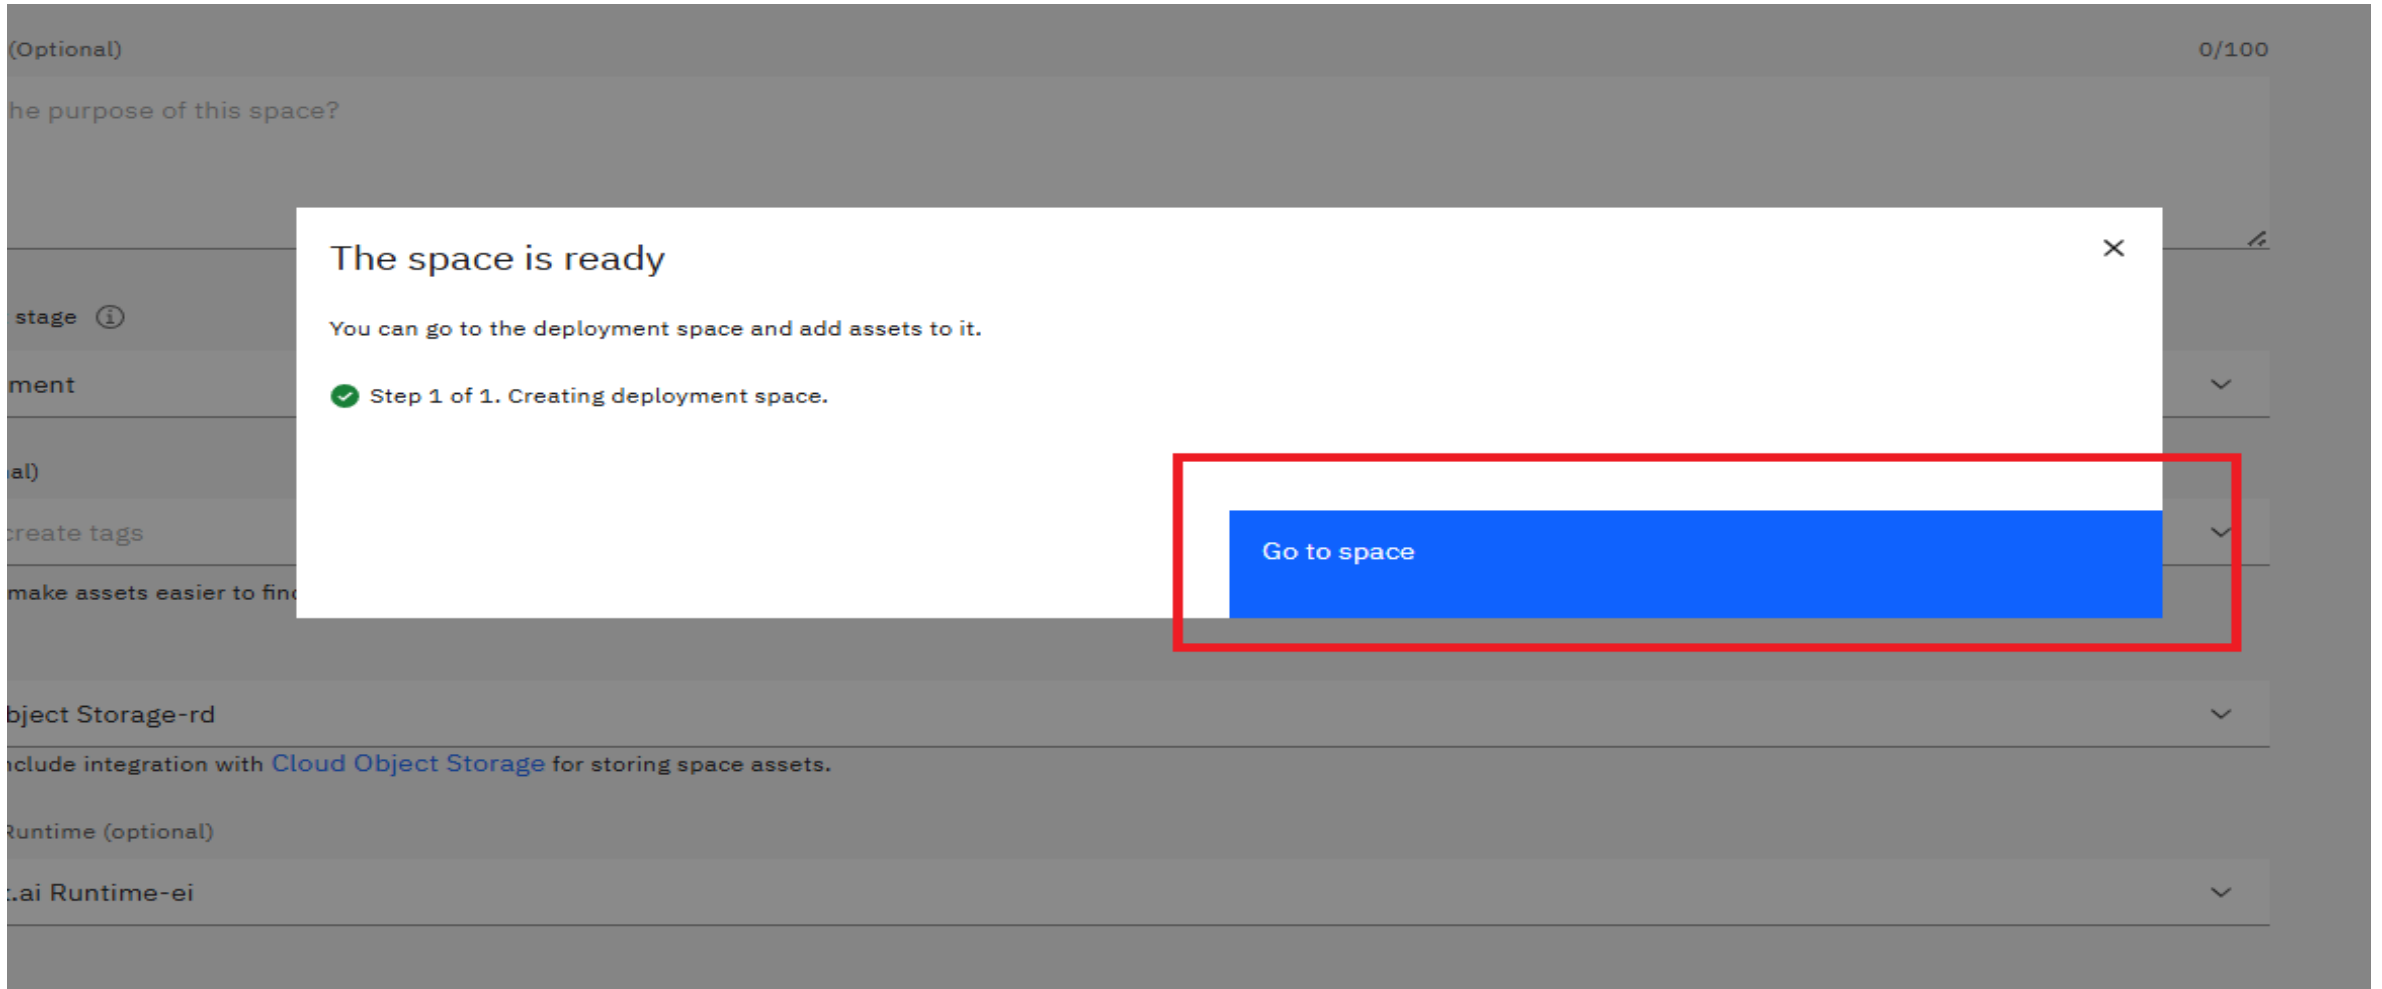 (Optional)
0/100
he purpose of this space?
The space is ready
You can go to the deployment space and add assets to it.
stage
ment
Step 1 of 1. Creating deployment space.
al)
create tags
Go to space
make assets easier to find
bject Storage-rd
nclude integration with Cloud Object Storage for storing space assets.
Runtime (optional)
.ai Runtime-ei